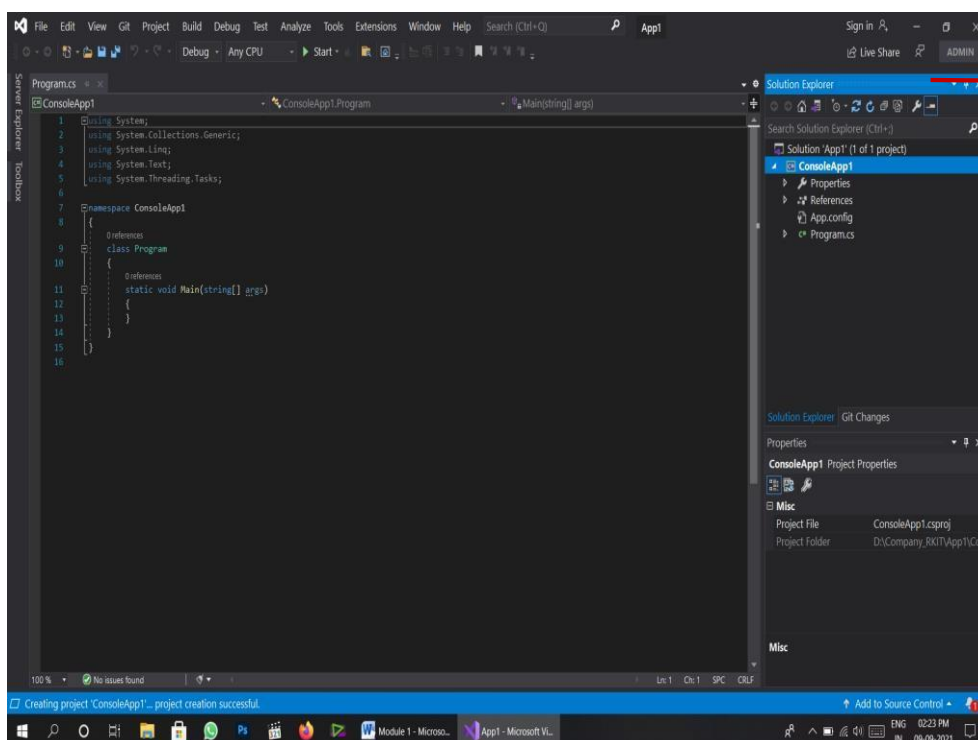 File Edit View Git Project Build Debug Test Analyze Tools Extensions Window Help Search (Ctrl+Q) App1 Sign in
Debug Any CPU Start Live Share ADMIN
Server Explorer
Toolbox
Program.cs
ConsoleApp1 ConsoleApp1.Program Main(string[] args)
1 using System;
2 using System.Collections.Generic;
3 using System.Linq;
4 using System.Text;
5 using System.Threading.Tasks;
6
7 namespace ConsoleApp1
8 {
0 references
9 class Program
10 {
0 references
11 static void Main(string[] args)
12 {
13 }
14 }
15 }
16
100 % No issues found Ln: 1 Ch: 1 SPC CRLF
Solution Explorer
Search Solution Explorer (Ctrl+;)
Solution 'App1' (1 of 1 project)
ConsoleApp1
Properties
References
App.config
C# Program.cs
Solution Explorer Git Changes
Properties
ConsoleApp1 Project Properties
Misc
Project File ConsoleApp1.csproj
Project Folder D:\Company_RKIT\App1\Co
Misc
Creating project 'ConsoleApp1'... project creation successful. Add to Source Control
Ps W Module 1 - Microso... App1 - Microsoft Vi... ENG 02:23 PM
IN 09-09-2021